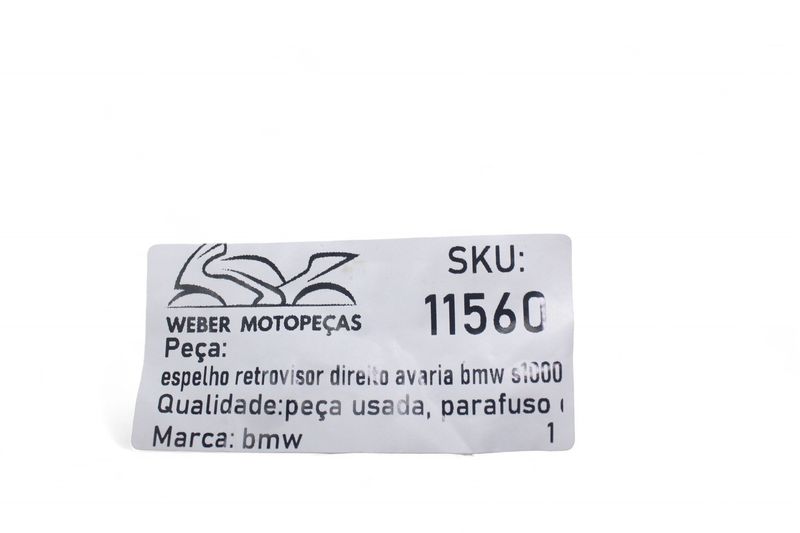 SKU:
11560
WEBER MOTOPEÇAS
Peça:
espelho retrovisor direito avaria bmw s1000
Qualidade:peça usada, parafuso
Marca: bmw 1